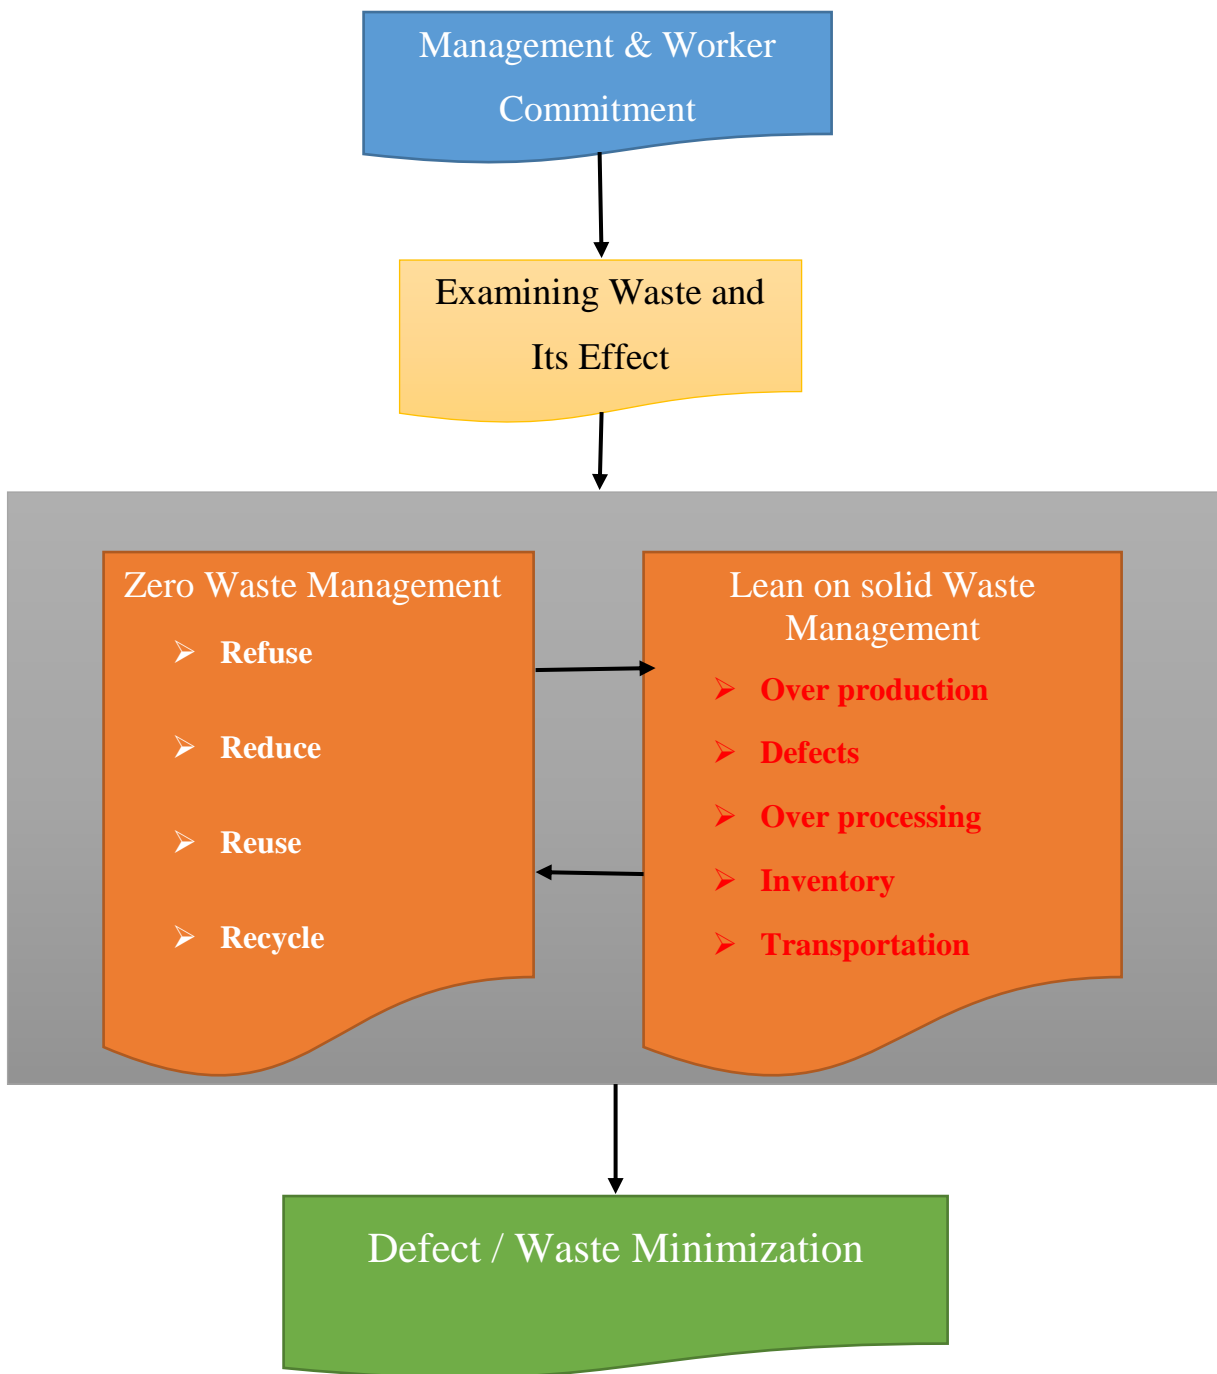 Management & Worker
Commitment
Examining Waste and
Its Effect
Zero Waste Management
➢ Refuse
➢ Reduce
➢ Reuse
➢ Recycle
Lean on solid Waste
Management
➢ Over production
➢ Defects
➢ Over processing
➢ Inventory
➢ Transportation
Defect / Waste Minimization